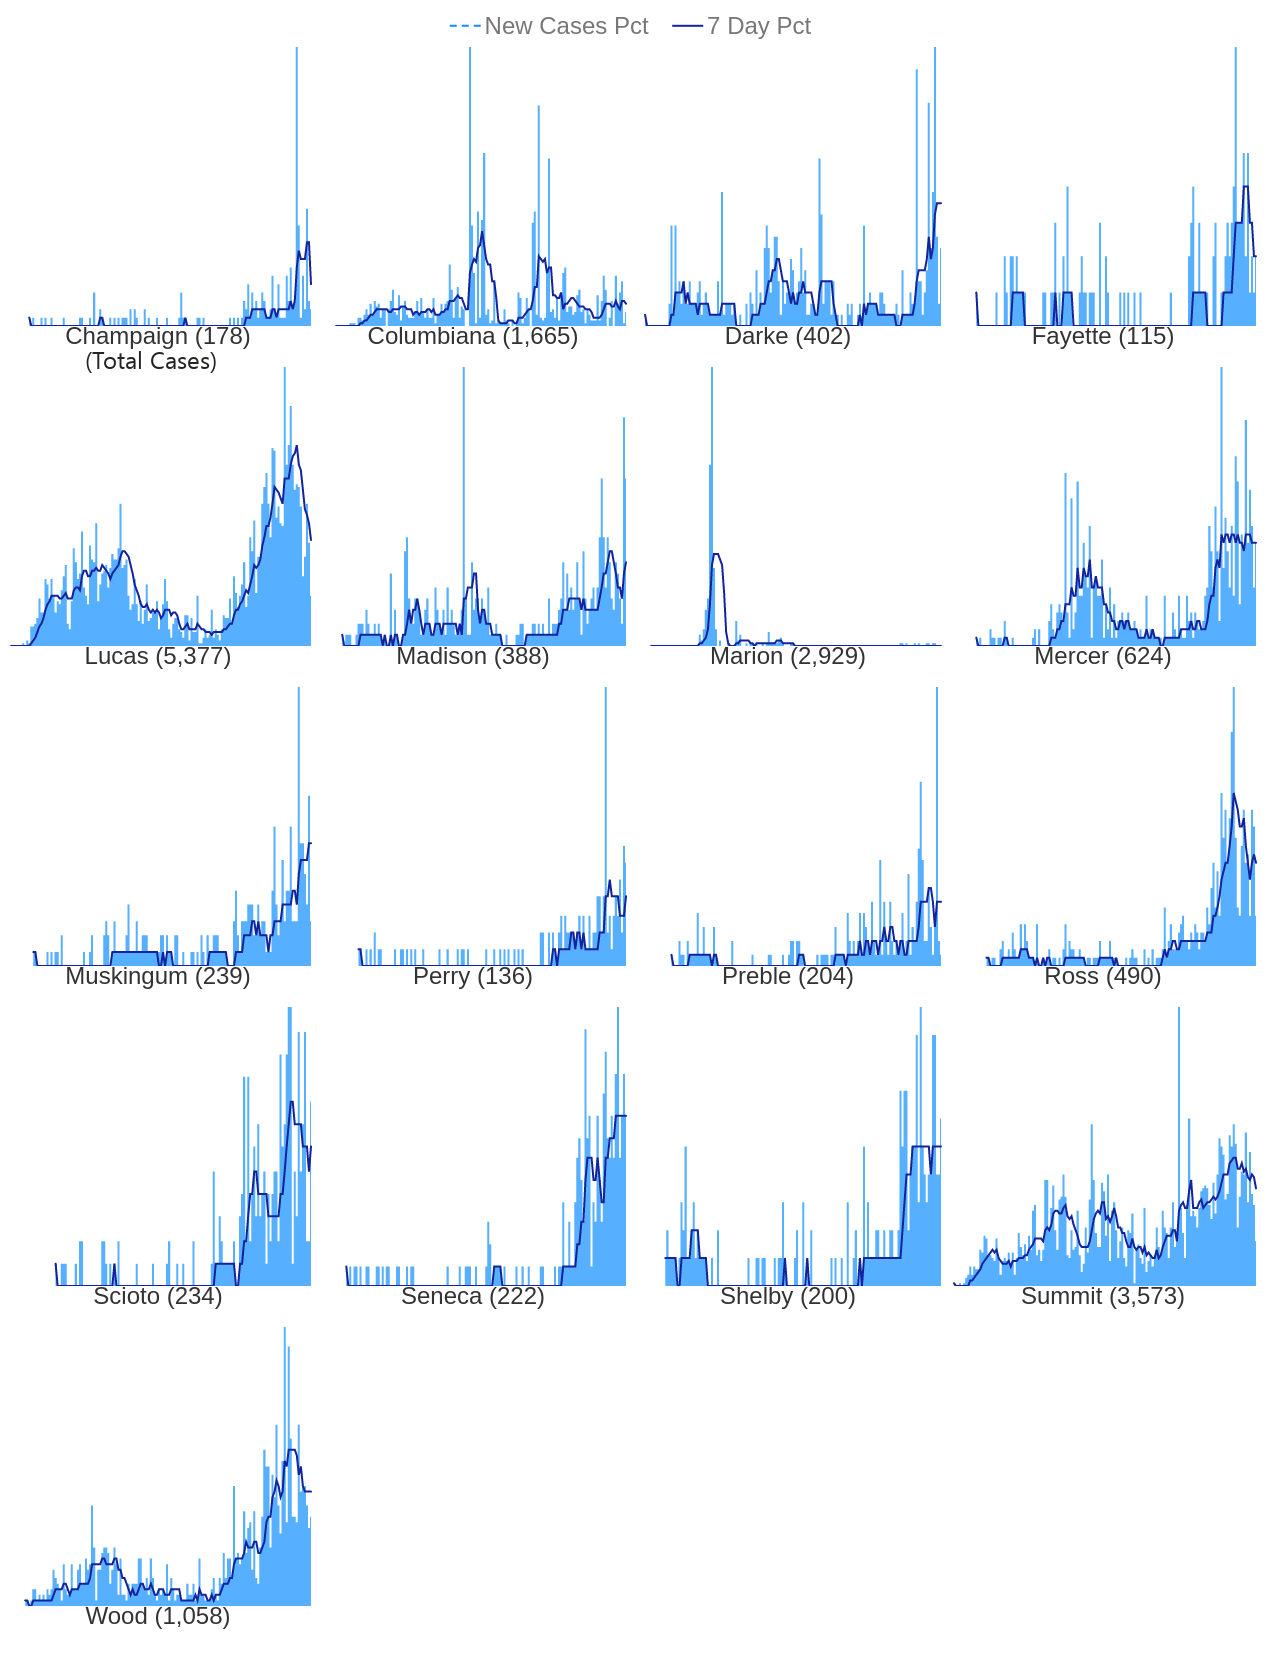 New Cases Pct 7 Day Pct
Champaign (178) Columbiana (1,665) Darke (402) Fayette (115)
(Total Cases)
Lucas (5,377) Madison (388) Marion (2,929) Mercer (624)
Muskingum (239) Perry (136) Preble (204) Ross (490)
Scioto (234) Seneca (222) Shelby (200) Summit (3,573)
Wood (1,058)